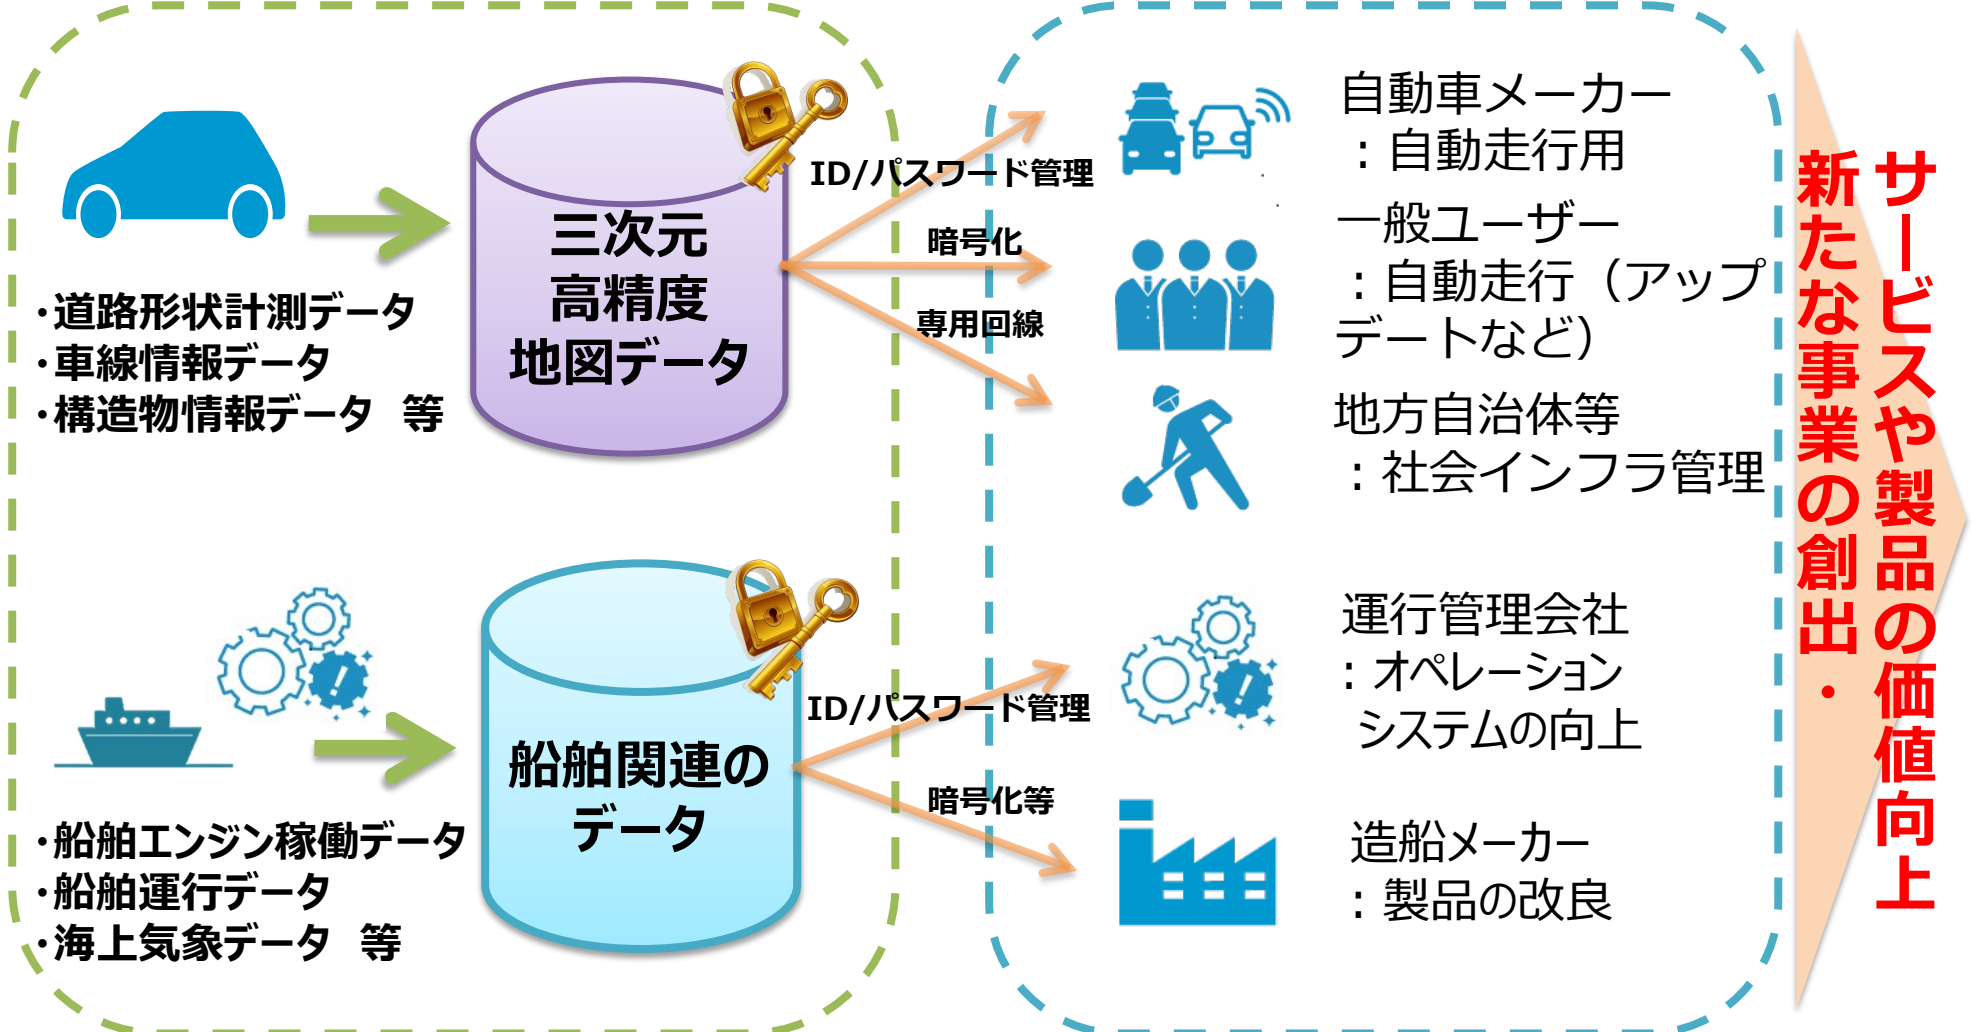 ・道路形状計測データ
・車線情報データ
・構造物情報データ 等
三次元
高精度
地図データ
ID/パスワード管理
暗号化
専用回線
自動車メーカー
：自動走行用
一般ユーザー
：自動走行（アップ
デートなど）
地方自治体等
：社会インフラ管理
・船舶エンジン稼働データ
・船舶運行データ
・海上気象データ 等
船舶関連の
データ
ID/パスワード管理
暗号化等
運行管理会社
：オペレーション
システムの向上
造船メーカー
：製品の改良
サービスや製品の価値向上
新たな事業の創出・